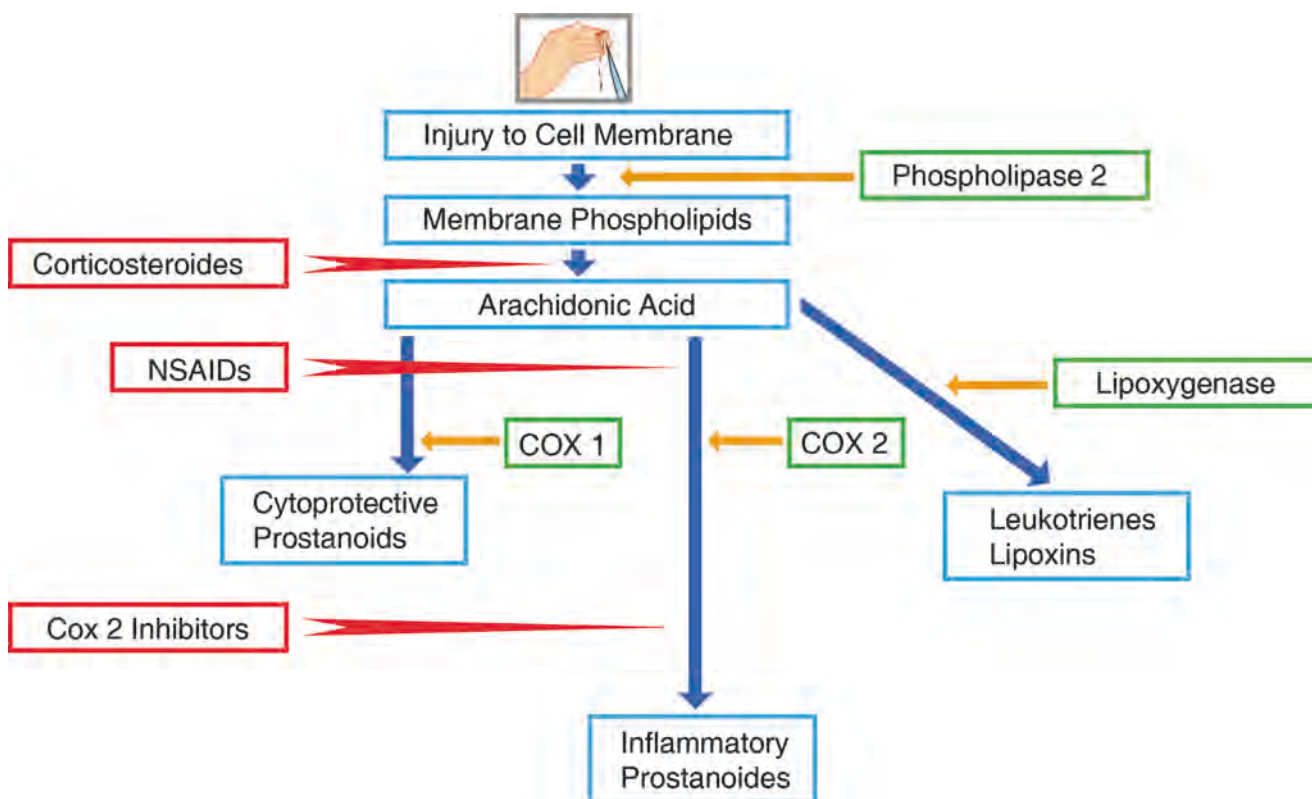 Injury to Cell Membrane
Phospholipase 2
Membrane Phospholipids
Corticosteroides
Arachidonic Acid
NSAIDs
Lipoxygenase
COX 1
COX 2
Cytoprotective
Prostanoids
Leukotrienes
Lipoxins
Cox 2 Inhibitors
Inflammatory
Prostanoides